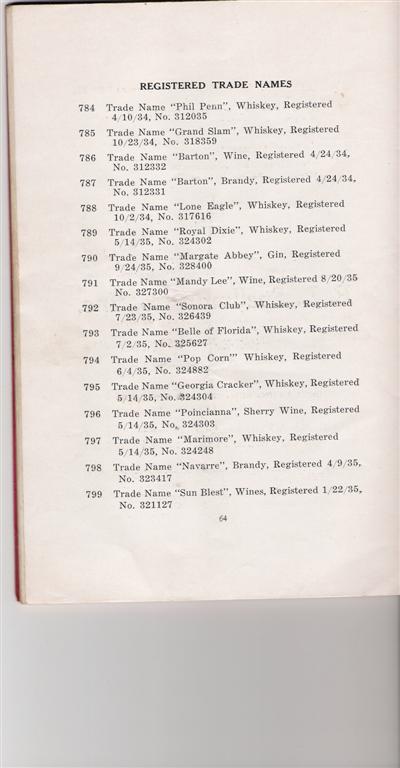 REGISTERED TRADE NAMES
784 Trade Name "Phil Penn", Whiskey, Registered
4/10/34, No. 312035
785 Trade Name "Grand Slam", Whiskey, Registered
10/23/34, No. 318359
786 Trade Name "Barton", Wine, Registered 4/24/34,
No. 312332
787 Trade Name "Barton", Brandy, Registered 4/24/34,
No. 312331
788 Trade Name "Lone Eagle", Whiskey, Registered
10/2/34, No. 317616
789 Trade Name "Royal Dixie", Whiskey, Registered
5/14/35, No. 324302
790 Trade Name "Margate Abbey", Gin, Registered
9/24/35, No. 328400
791 Trade Name "Mandy Lee", Wine, Registered 8/20/35
No. 327300
792 Trade Name "Sonora Club", Whiskey, Registered
7/23/35, No. 326439
793 Trade Name "Belle of Florida", Whiskey, Registered
7/2/35, No. 325627
794 Trade Name "Pop Corn'" Whiskey, Registered
6/4/35, No. 324882
795 Trade Name "Georgia Cracker", Whiskey, Registered
5/14/35, No. 324304
796 Trade Name "Poincianna", Sherry Wine, Registered
5/14/35, No. 324303
797 Trade Name "Marimore", Whiskey, Registered
5/14/35, No. 324248
798 Trade Name "Navarre", Brandy, Registered 4/9/35,
No. 323417
799 Trade Name "Sun Blest", Wines, Registered 1/22/35,
No. 321127
64